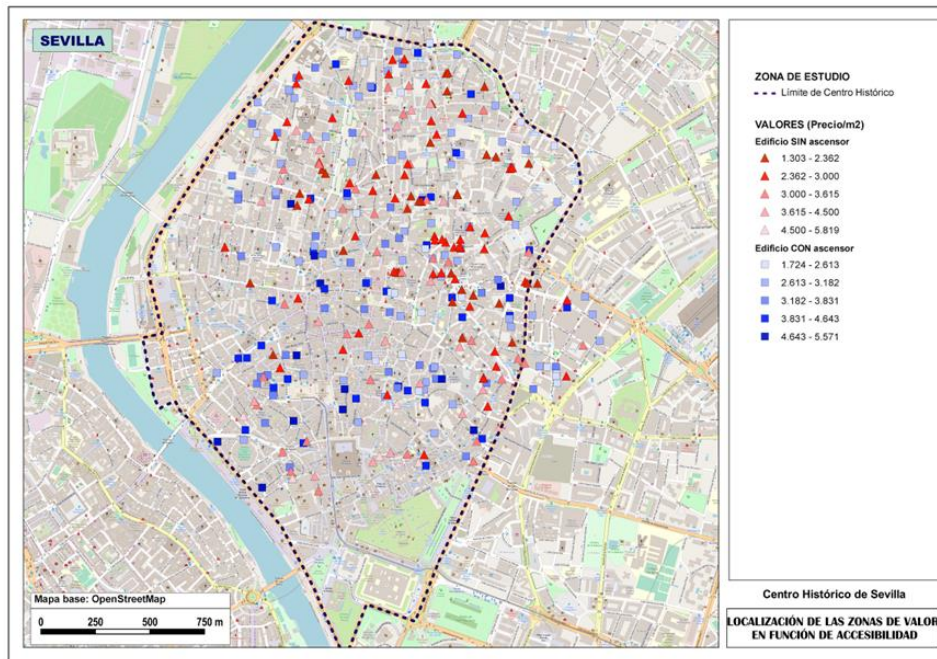 SEVILLA
ZONA DE ESTUDIO
Límite de Centro Histórico
VALORES (Precio/m2)
Edificio SIN ascensor
1.303 - 2.362
2.362 - 3.000
3.000 - 3.615
3.615 - 4.500
4.500 - 5.819
Edificio CON ascensor
1.724 - 2.613
2.613 - 3.182
3.182 - 3.831
3.831 - 4.643
4.643 - 5.571
Mapa base: OpenStreetMap
0 250 500 750 m
Centro Histórico de Sevilla
LOCALIZACIÓN DE LAS ZONAS DE VALOR
EN FUNCIÓN DE ACCESIBILIDAD